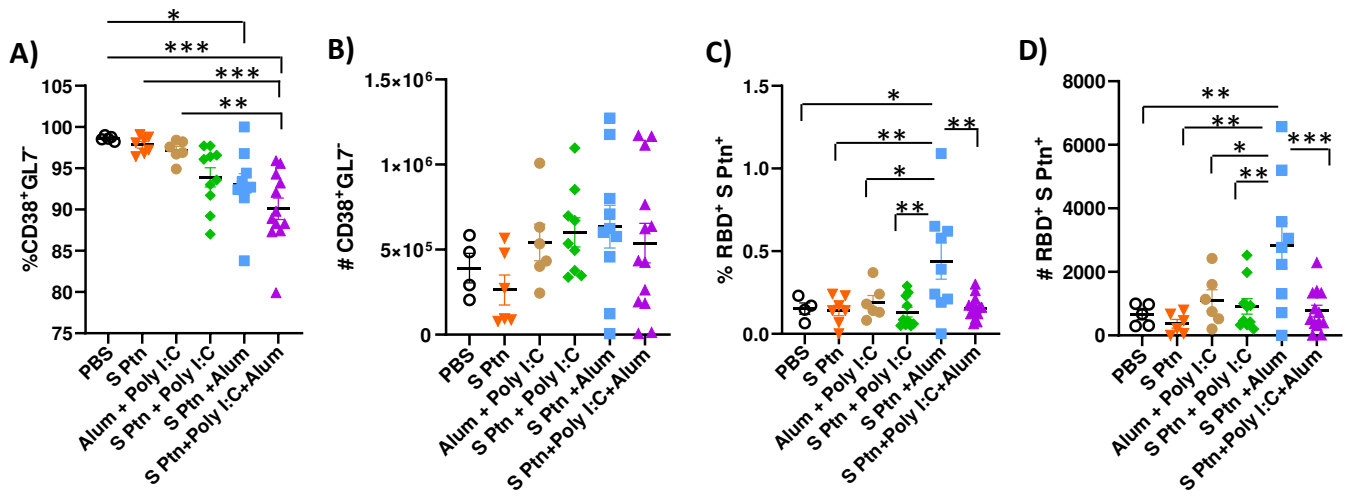 A)
*
***
***
**
%CD38⁺GL7⁻
105
100
95
90
85
80
75
PBS
S Ptn
Alum + Poly I:C
S Ptn + Poly I:C
S Ptn +Alum
S Ptn+Poly I:C+Alum
B)
# CD38⁺GL7⁻
1.5×10⁶
1×10⁶
5×10⁵
0
PBS
S Ptn
Alum + Poly I:C
S Ptn + Poly I:C
S Ptn +Alum
S Ptn+Poly I:C+Alum
C)
*
**
**
*
**
% RBD⁺ S Ptn⁺
1.5
1.0
0.5
0.0
PBS
S Ptn
Alum + Poly I:C
S Ptn + Poly I:C
S Ptn +Alum
S Ptn+Poly I:C+Alum
D)
**
**
***
*
**
# RBD⁺ S Ptn⁺
8000
6000
4000
2000
0
PBS
S Ptn
Alum + Poly I:C
S Ptn + Poly I:C
S Ptn +Alum
S Ptn+Poly I:C+Alum